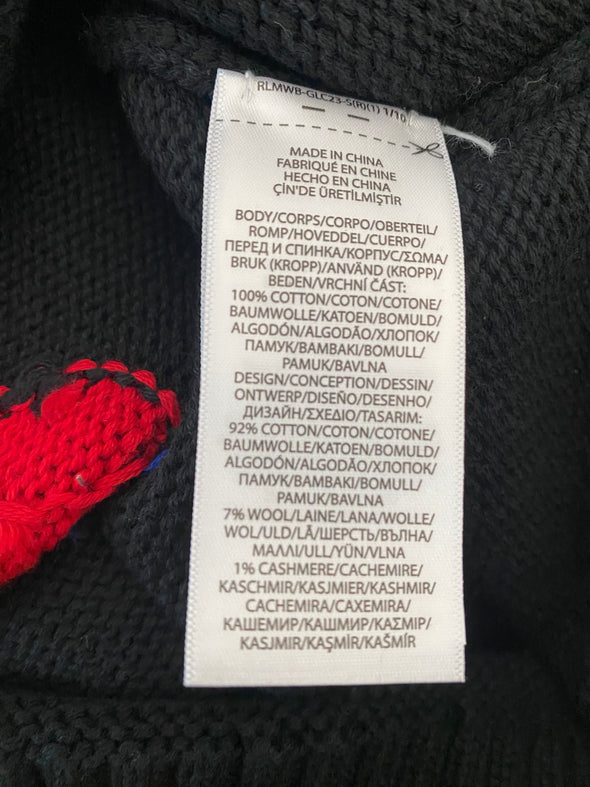 RLMWB-GLC23-S(R)(1) 1/10
MADE IN CHINA
FABRIQUÉ EN CHINE
HECHO EN CHINA
ÇİN'DE ÜRETİLMİŞTİR
BODY/CORPS/CORPO/OBERTEIL/
ROMP/HOVEDDEL/CUERPO/
ПЕРЕД И СПИНКА/КОРПУС/ΣΩΜΑ/
BRUK (KROPP)/ANVÄND (KROPP)/
BEDEN/VRCHNÍ ČÁST:
100% COTTON/COTON/COTONE/
BAUMWOLLE/KATOEN/BOMULD/
ALGODÓN/ALGODÃO/ХЛОПОК/
ПАМУК/ΒΑΜΒΑΚΙ/BOMULL/
PAMUK/BAVLNA
DESIGN/CONCEPTION/DESSIN/
ONTWERP/DISEÑO/DESENHO/
ДИЗАЙН/ΣΧΕΔΙΟ/TASARIM:
92% COTTON/COTON/COTONE/
BAUMWOLLE/KATOEN/BOMULD/
ALGODÓN/ALGODÃO/ХЛОПОК/
ПАМУК/ΒΑΜΒΑΚΙ/BOMULL/
PAMUK/BAVLNA
7% WOOL/LAINE/LANA/WOLLE/
WOL/ULD/LÃ/ШЕРСТЬ/ВЪЛНА/
ΜΑΛΛΙ/ULL/YÜN/VLNA
1% CASHMERE/CACHEMIRE/
KASCHMIR/KASJMIER/KASHMIR/
CACHEMIRA/CAXEMIRA/
КАШЕМИР/КАШМИР/ΚΑΣΜΙΡ/
KASJMIR/KAŞMİR/KAŠMÍR